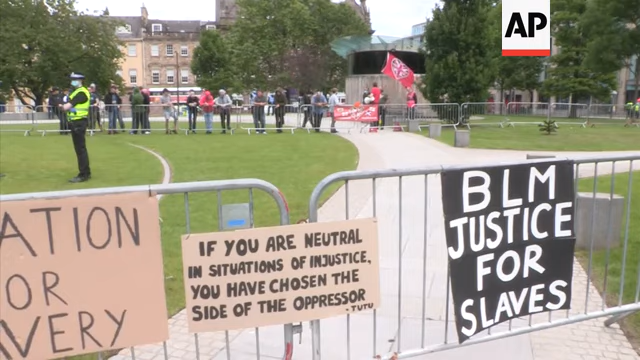 AP
ATION
OR
AVERY
IF YOU ARE NEUTRAL
IN SITUATIONS OF INJUSTICE,
YOU HAVE CHOSEN THE
SIDE OF THE OPPRESSOR
- TUTU
BLM
JUSTICE
FOR
SLAVES